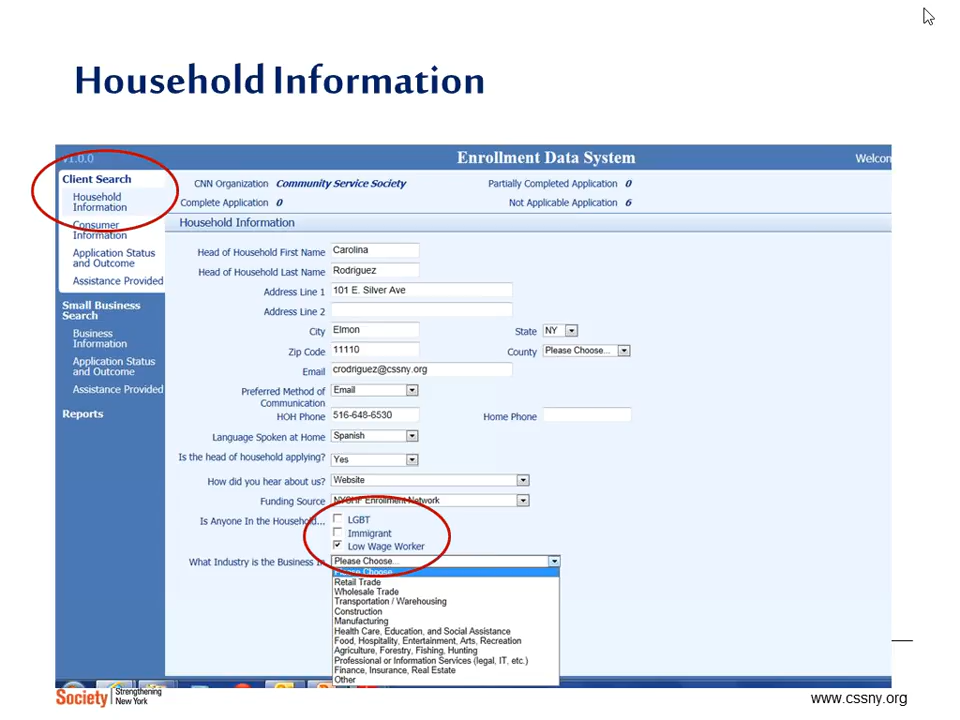 Household Information
v1.0.0
Enrollment Data System
Welcom
Client Search
Household
Information
Consumer
Information
Application Status
and Outcome
Assistance Provided
Small Business
Search
Business
Information
Application Status
and Outcome
Assistance Provided
Reports
CNN Organization Community Service Society
Partially Completed Application 0
Complete Application 0
Not Applicable Application 6
Household Information
Head of Household First Name Carolina
Head of Household Last Name Rodriguez
Address Line 1 101 E. Silver Ave
Address Line 2
City Elmon State NY
Zip Code 11110 County Please Choose...
Email crodriguez@cssny.org
Preferred Method of Email
Communication
HOH Phone 516-648-6530 Home Phone
Language Spoken at Home Spanish
Is the head of household applying? Yes
How did you hear about us? Website
Funding Source NYSHF Enrollment Network
Is Anyone In the Household... LGBT
Immigrant
Low Wage Worker
What Industry is the Business In Please Choose...
Please Choose...
Retail Trade
Wholesale Trade
Transportation / Warehousing
Construction
Manufacturing
Health Care, Education, and Social Assistance
Food, Hospitality, Entertainment, Arts, Recreation
Agriculture, Forestry, Fishing, Hunting
Professional or Information Services (legal, IT, etc.)
Finance, Insurance, Real Estate
Other
Society
Strengthening
New York
www.cssny.org